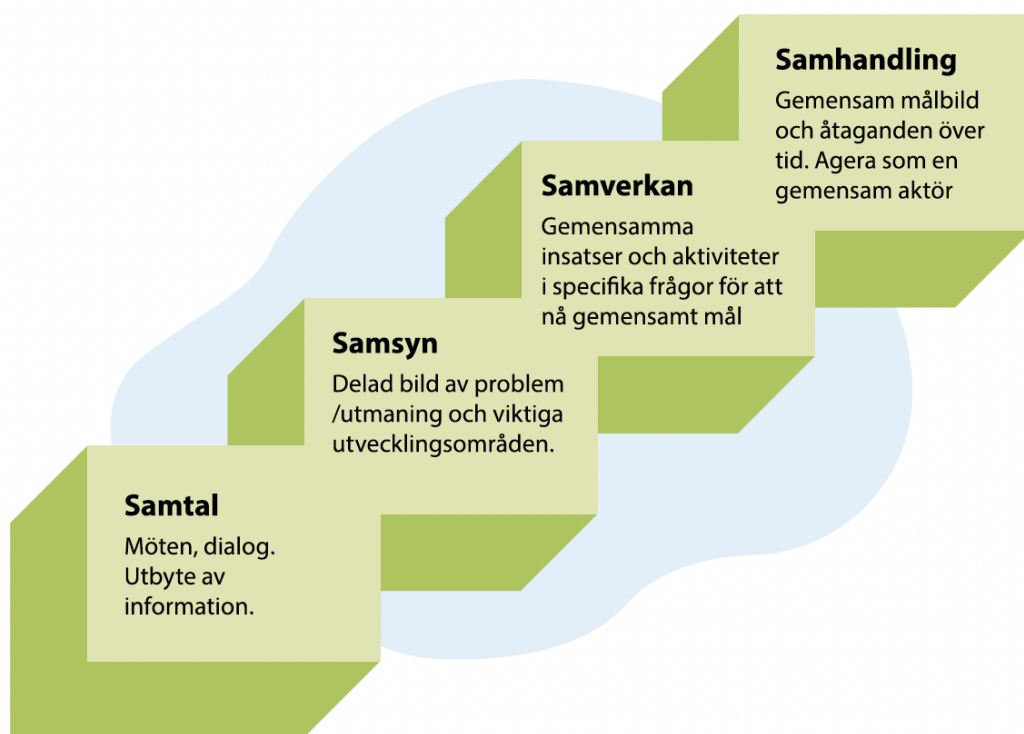 Samhandling
Gemensam målbild
och åtaganden över
tid. Agera som en
gemensam aktör
Samverkan
Gemensamma
insatser och aktiviteter
i specifika frågor för att
nå gemensamt mål
Samsyn
Delad bild av problem
/utmaning och viktiga
utvecklingsområden.
Samtal
Möten, dialog.
Utbyte av
information.